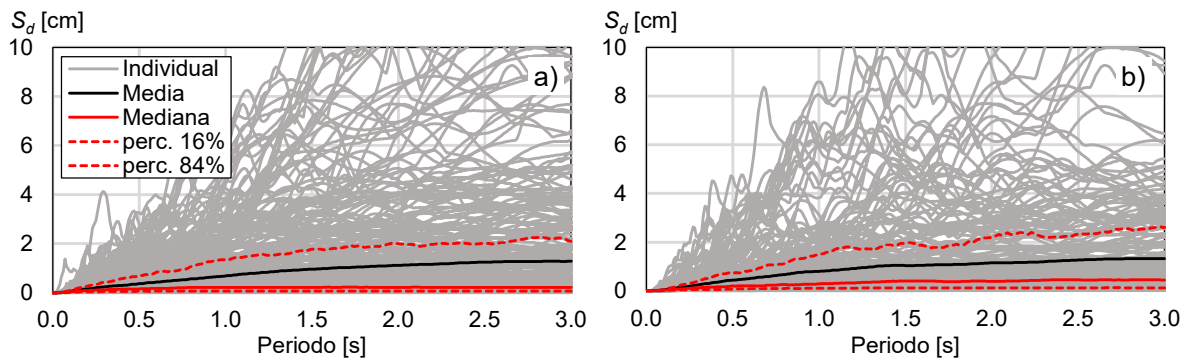 S_d [cm]
10
8
6
4
2
0
Individual
Media
Mediana
perc. 16%
perc. 84%
a)
0.0 0.5 1.0 1.5 2.0 2.5 3.0
Periodo [s]
S_d [cm]
10
8
6
4
2
0
b)
0.0 0.5 1.0 1.5 2.0 2.5 3.0
Periodo [s]